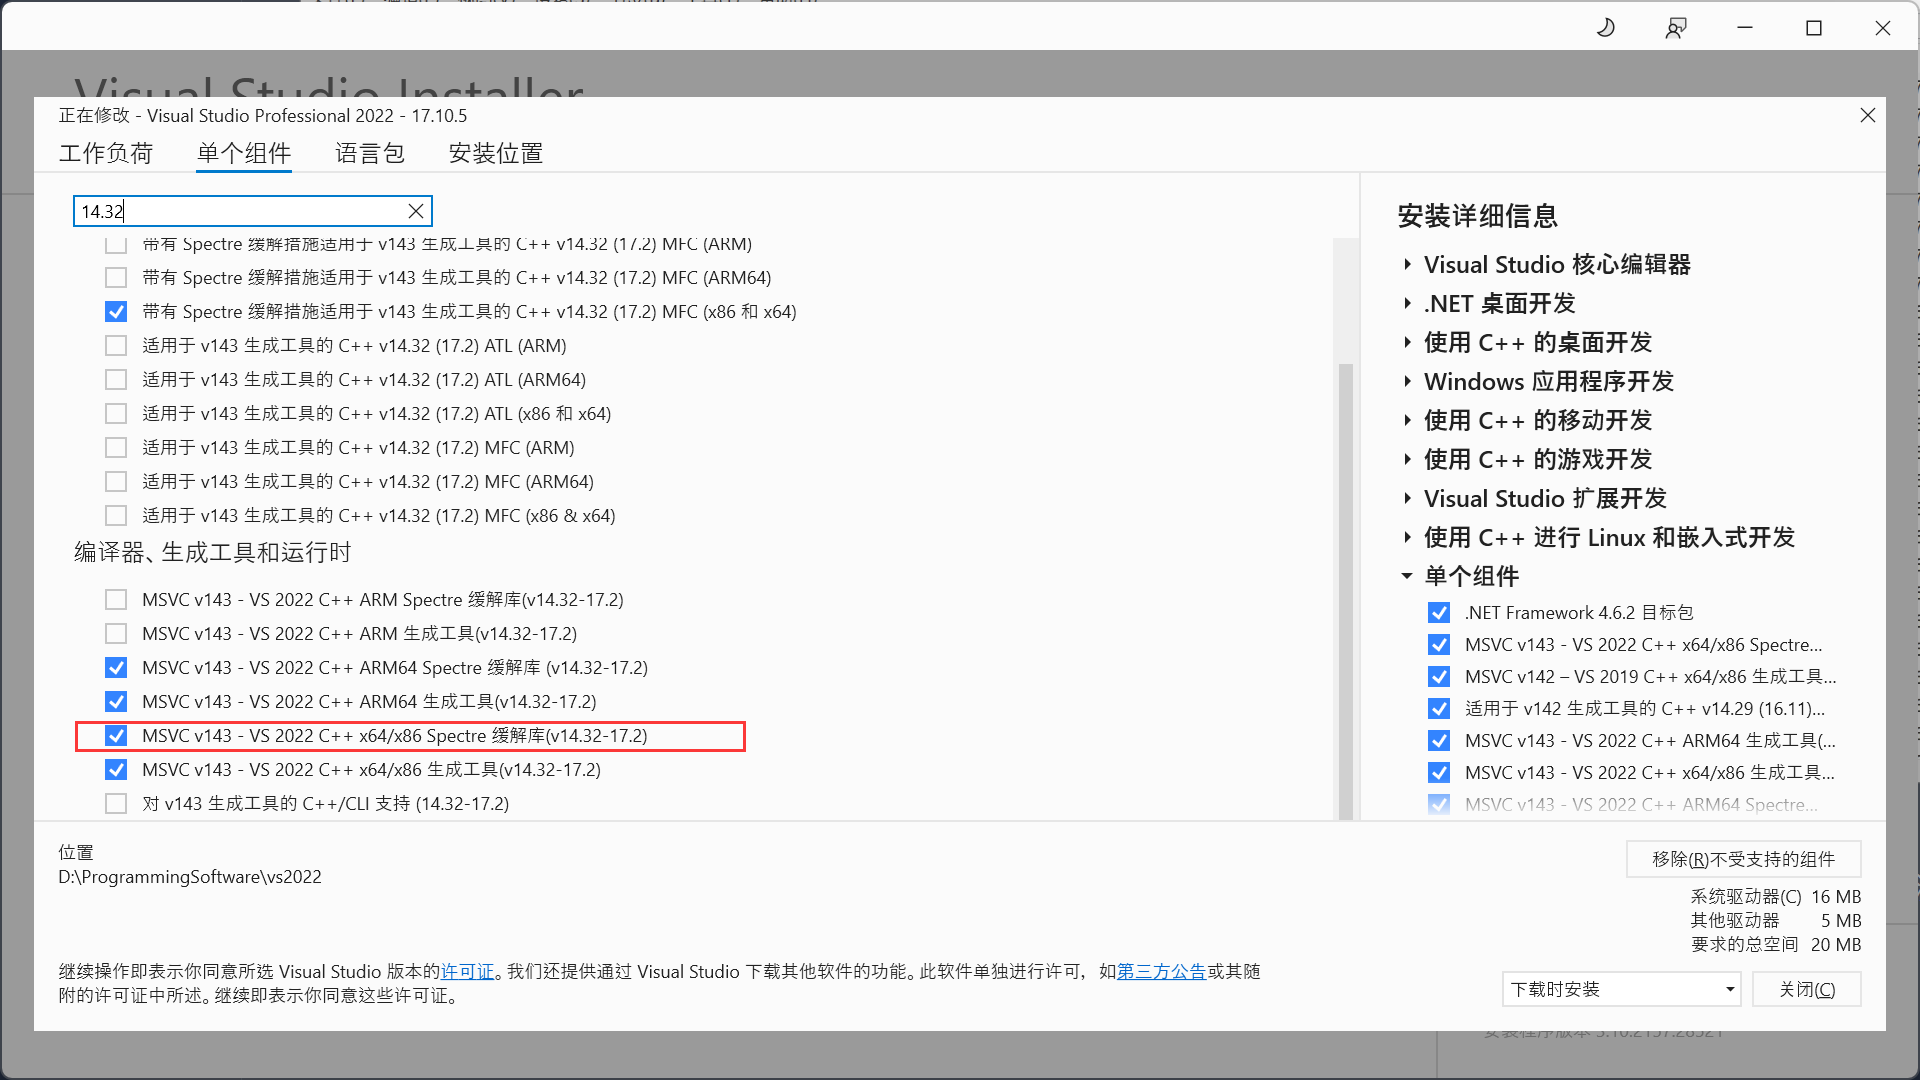 Visual Studio Installer
正在修改 - Visual Studio Professional 2022 - 17.10.5
工作负荷 单个组件 语言包 安装位置
14.32
带有 Spectre 缓解措施适用于 v143 生成工具的 C++ v14.32 (17.2) MFC (ARM)
带有 Spectre 缓解措施适用于 v143 生成工具的 C++ v14.32 (17.2) MFC (ARM64)
带有 Spectre 缓解措施适用于 v143 生成工具的 C++ v14.32 (17.2) MFC (x86 和 x64)
适用于 v143 生成工具的 C++ v14.32 (17.2) ATL (ARM)
适用于 v143 生成工具的 C++ v14.32 (17.2) ATL (ARM64)
适用于 v143 生成工具的 C++ v14.32 (17.2) ATL (x86 和 x64)
适用于 v143 生成工具的 C++ v14.32 (17.2) MFC (ARM)
适用于 v143 生成工具的 C++ v14.32 (17.2) MFC (ARM64)
适用于 v143 生成工具的 C++ v14.32 (17.2) MFC (x86 & x64)
编译器、生成工具和运行时
MSVC v143 - VS 2022 C++ ARM Spectre 缓解库(v14.32-17.2)
MSVC v143 - VS 2022 C++ ARM 生成工具(v14.32-17.2)
MSVC v143 - VS 2022 C++ ARM64 Spectre 缓解库 (v14.32-17.2)
MSVC v143 - VS 2022 C++ ARM64 生成工具(v14.32-17.2)
MSVC v143 - VS 2022 C++ x64/x86 Spectre 缓解库(v14.32-17.2)
MSVC v143 - VS 2022 C++ x64/x86 生成工具(v14.32-17.2)
对 v143 生成工具的 C++/CLI 支持 (14.32-17.2)
安装详细信息
Visual Studio 核心编辑器
.NET 桌面开发
使用 C++ 的桌面开发
Windows 应用程序开发
使用 C++ 的移动开发
使用 C++ 的游戏开发
Visual Studio 扩展开发
使用 C++ 进行 Linux 和嵌入式开发
单个组件
.NET Framework 4.6.2 目标包
MSVC v143 - VS 2022 C++ x64/x86 Spectre...
MSVC v142 – VS 2019 C++ x64/x86 生成工具...
适用于 v142 生成工具的 C++ v14.29 (16.11)...
MSVC v143 - VS 2022 C++ ARM64 生成工具(...
MSVC v143 - VS 2022 C++ x64/x86 生成工具...
MSVC v143 - VS 2022 C++ ARM64 Spectre...
位置
D:\ProgrammingSoftware\vs2022
移除(R)不受支持的组件
系统驱动器(C) 16 MB
其他驱动器 5 MB
要求的总空间 20 MB
继续操作即表示你同意所选 Visual Studio 版本的许可证。我们还提供通过 Visual Studio 下载其他软件的功能。此软件单独进行许可，如第三方公告或其随
附的许可证中所述。继续即表示你同意这些许可证。
下载时安装
关闭(C)